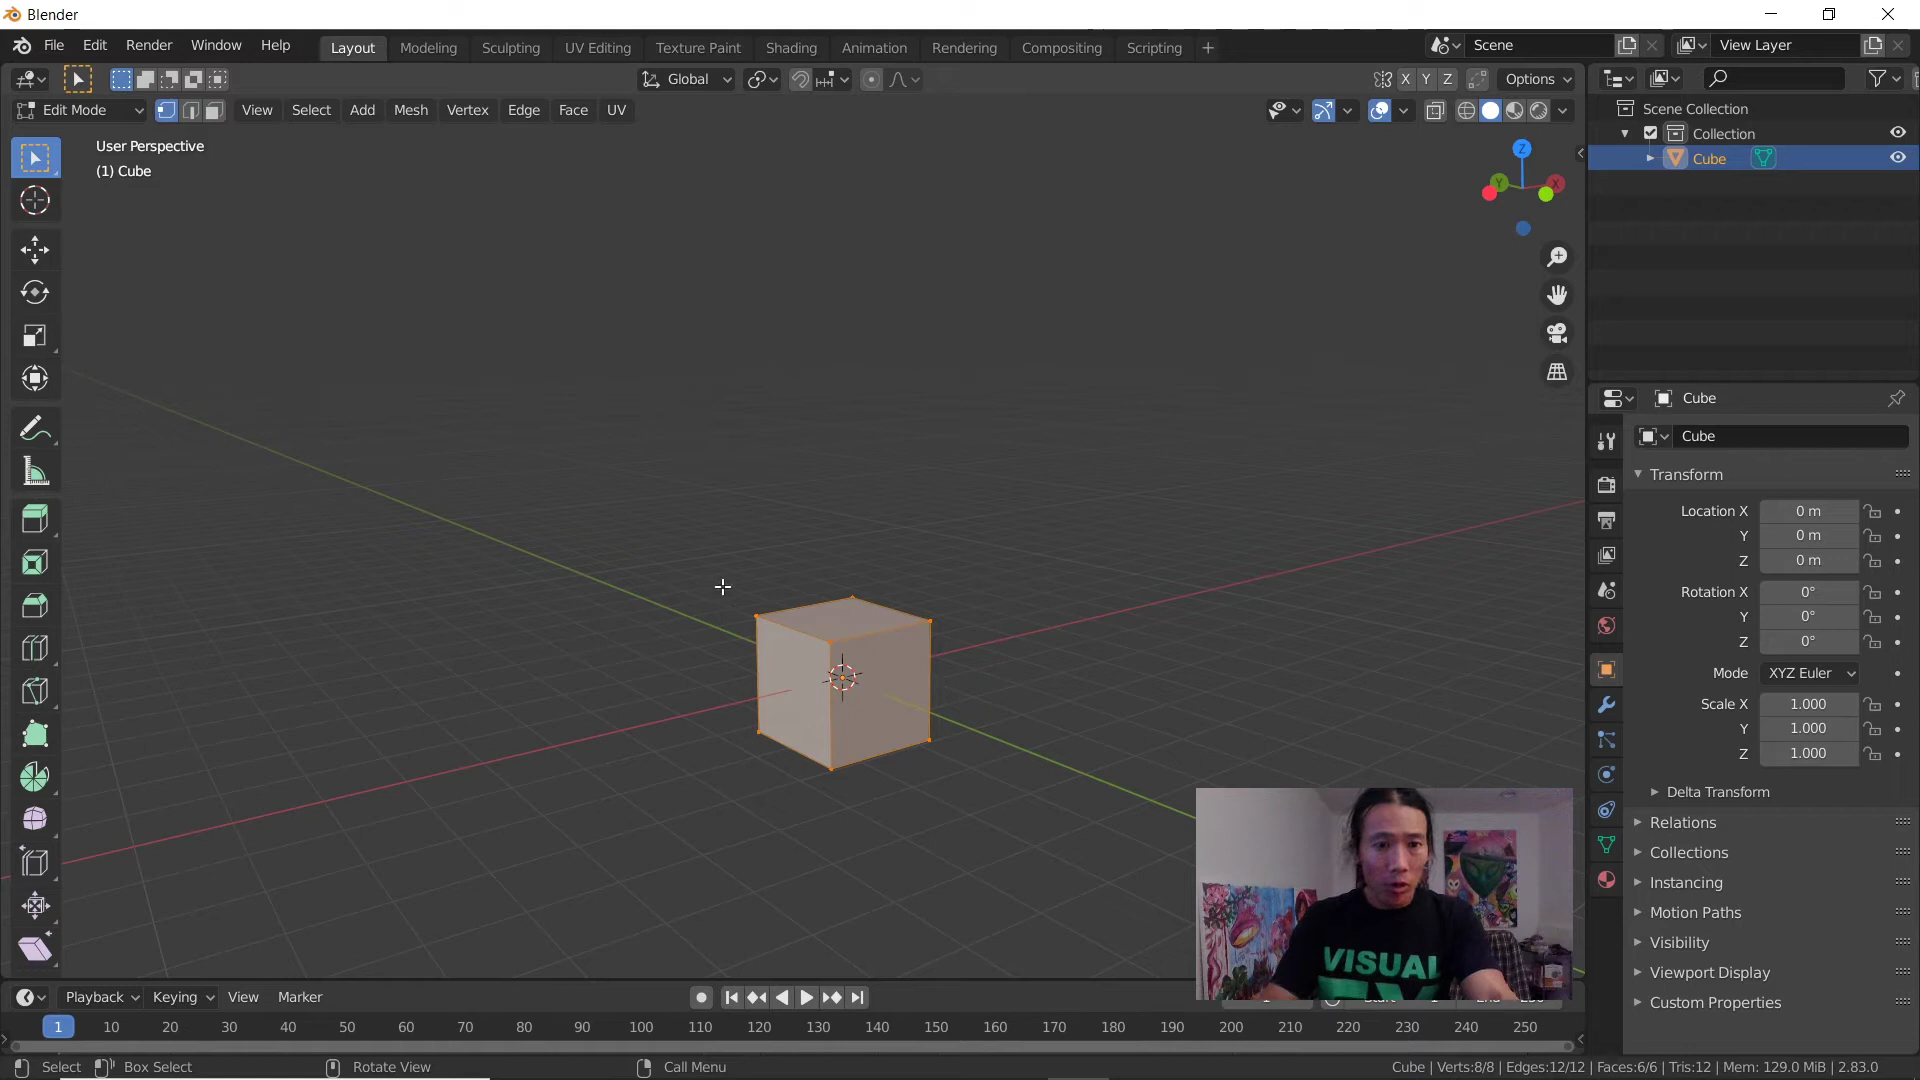 Blender
File Edit Render Window Help Layout Modeling Sculpting UV Editing Texture Paint Shading Animation Rendering Compositing Scripting + Scene View Layer
Global X Y Z Options
Edit Mode View Select Add Mesh Vertex Edge Face UV
Scene Collection
Collection
Cube
User Perspective
(1) Cube
Z
Y X
Cube
Cube
Transform
Location X 0 m
Y 0 m
Z 0 m
Rotation X 0°
Y 0°
Z 0°
Mode XYZ Euler
Scale X 1.000
Y 1.000
Z 1.000
Delta Transform
Relations
Collections
Instancing
Motion Paths
Visibility
Viewport Display
Custom Properties
VISUAL
Playback Keying View Marker
1 10 20 30 40 50 60 70 80 90 100 110 120 130 140 150 160 170 180 190 200 210 220 230 240 250
Select Box Select Rotate View Call Menu Cube | Verts:8/8 | Edges:12/12 | Faces:6/6 | Tris:12 | Mem: 129.0 MiB | 2.83.0